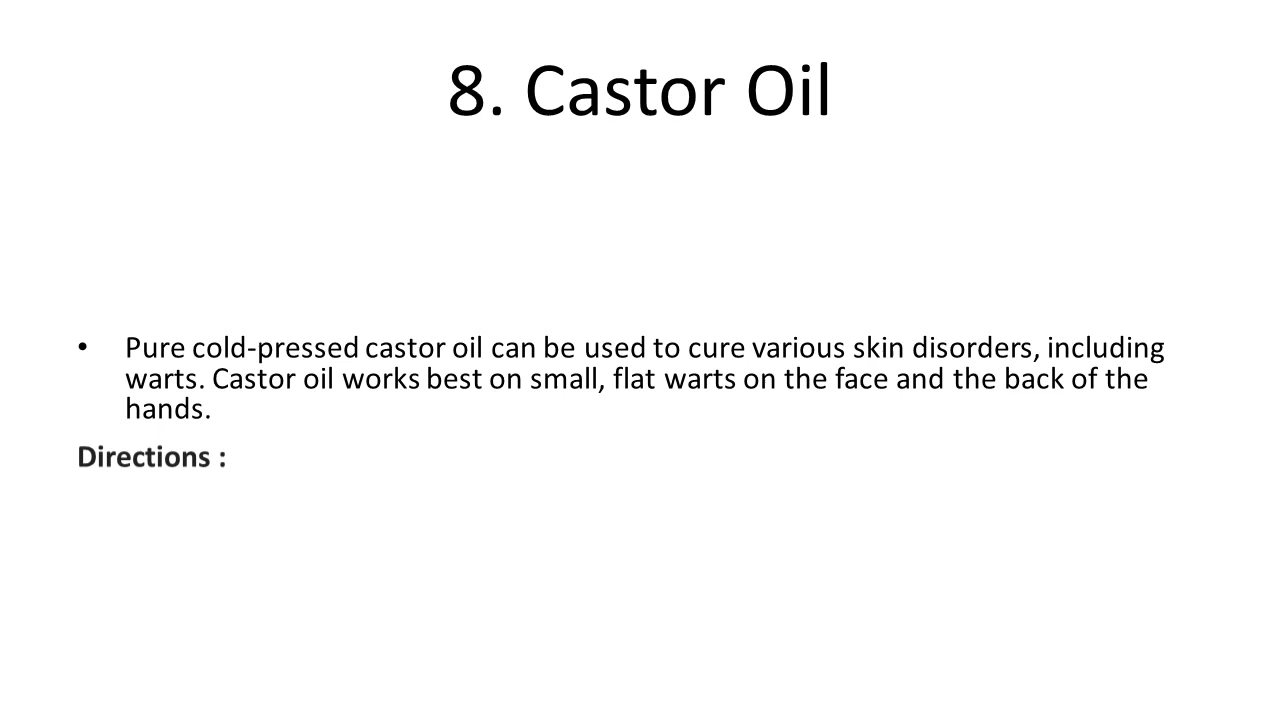 8. Castor Oil
• Pure cold-pressed castor oil can be used to cure various skin disorders, including
warts. Castor oil works best on small, flat warts on the face and the back of the
hands.
Directions :